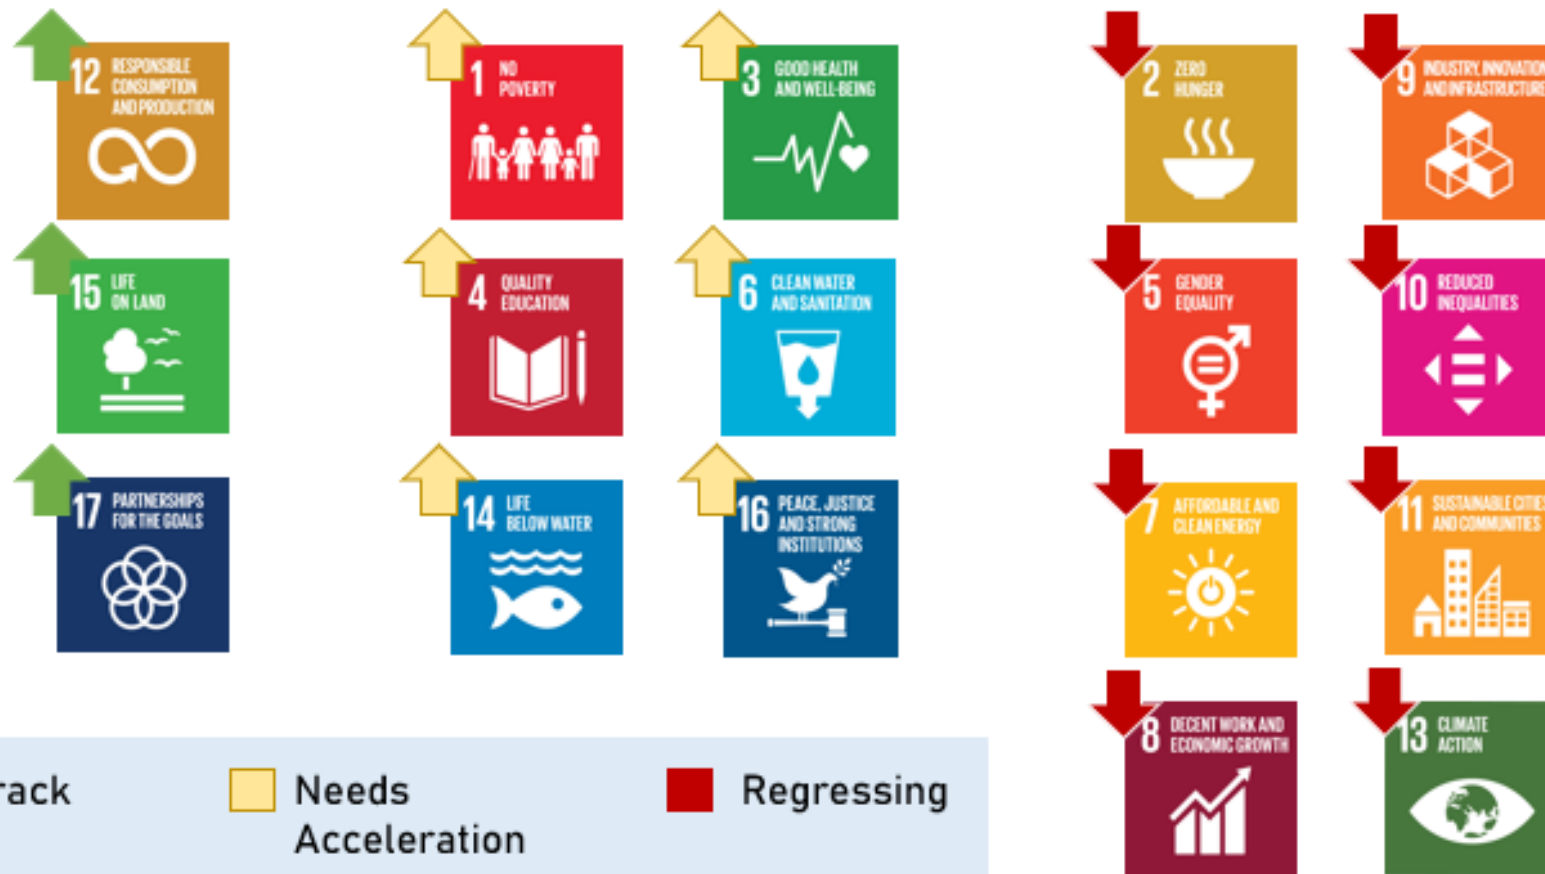 12 RESPONSIBLE
CONSUMPTION
AND PRODUCTION
1 NO
POVERTY
3 GOOD HEALTH
AND WELL-BEING
2 ZERO
HUNGER
9 INDUSTRY, INNOVATION
AND INFRASTRUCTURE
15 LIFE
ON LAND
4 QUALITY
EDUCATION
6 CLEAN WATER
AND SANITATION
5 GENDER
EQUALITY
10 REDUCED
INEQUALITIES
17 PARTNERSHIPS
FOR THE GOALS
14 LIFE
BELOW WATER
16 PEACE, JUSTICE
AND STRONG
INSTITUTIONS
7 AFFORDABLE AND
CLEAN ENERGY
11 SUSTAINABLE CITIES
AND COMMUNITIES
8 DECENT WORK AND
ECONOMIC GROWTH
13 CLIMATE
ACTION
rack
Needs
Acceleration
Regressing